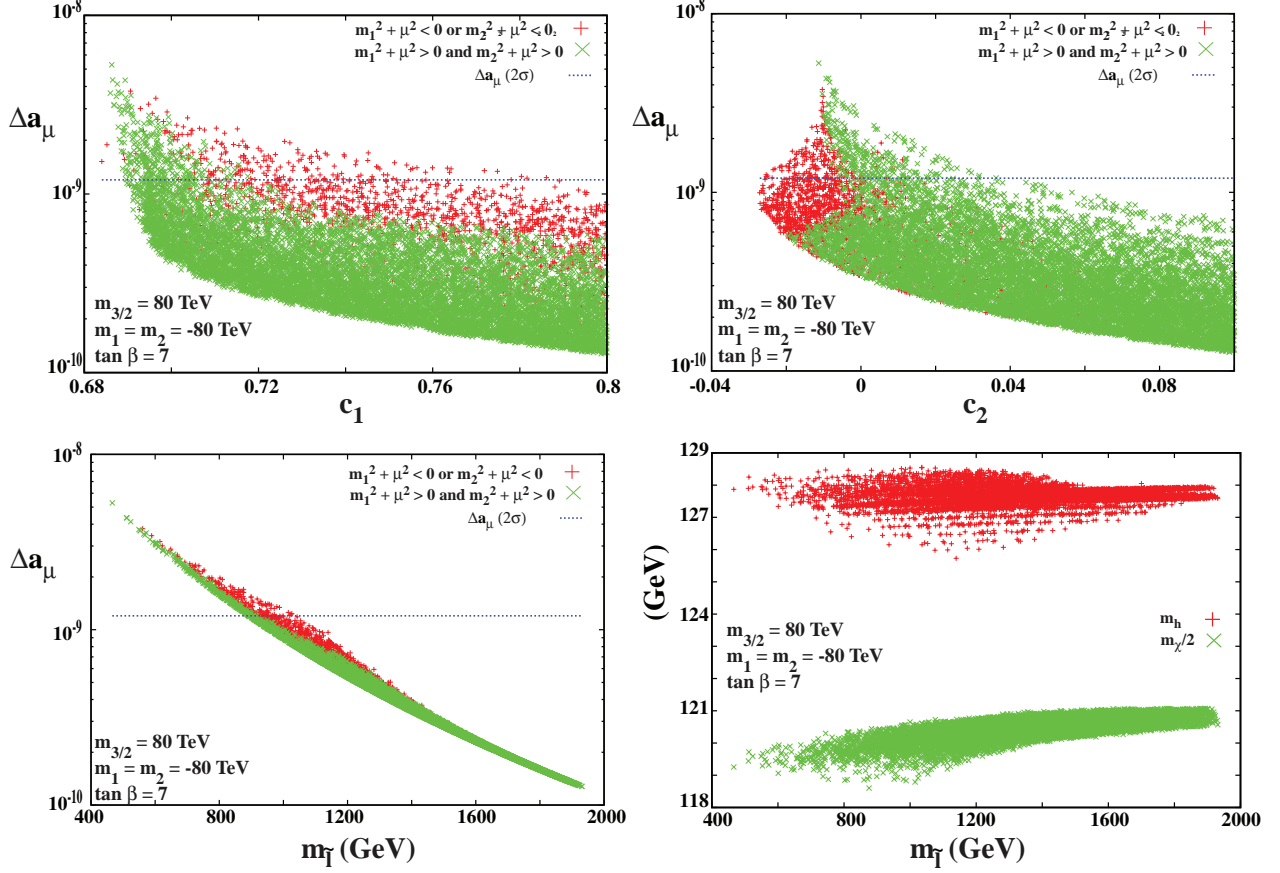 10^-8
m_1^2 + μ^2 < 0 or m_2^2 + μ^2 < 0
m_1^2 + μ^2 > 0 and m_2^2 + μ^2 > 0
Δa_μ (2σ)
Δa_μ
10^-9
m_3/2 = 80 TeV
m_1 = m_2 = -80 TeV
tan β = 7
10^-10
0.68 0.72 0.76 0.8
c_1
10^-8
m_1^2 + μ^2 < 0 or m_2^2 + μ^2 < 0
m_1^2 + μ^2 > 0 and m_2^2 + μ^2 > 0
Δa_μ (2σ)
Δa_μ
10^-9
m_3/2 = 80 TeV
m_1 = m_2 = -80 TeV
tan β = 7
10^-10
-0.04 0 0.04 0.08
c_2
10^-8
m_1^2 + μ^2 < 0 or m_2^2 + μ^2 < 0
m_1^2 + μ^2 > 0 and m_2^2 + μ^2 > 0
Δa_μ (2σ)
Δa_μ
10^-9
m_3/2 = 80 TeV
m_1 = m_2 = -80 TeV
tan β = 7
10^-10
400 800 1200 1600 2000
m_l̃ (GeV)
129
127
(GeV)
124
m_h
m_χ/2
m_3/2 = 80 TeV
m_1 = m_2 = -80 TeV
tan β = 7
121
118
400 800 1200 1600 2000
m_l̃ (GeV)